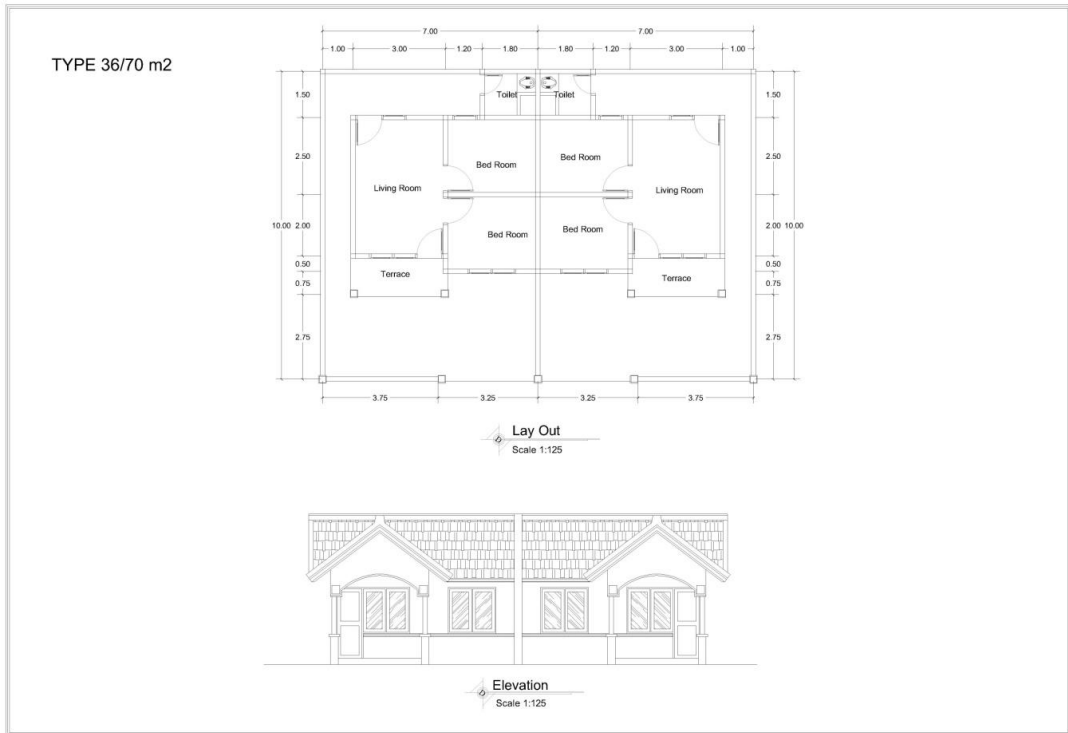 TYPE 36/70 m2
7.00 7.00
1.00 3.00 1.20 1.80 1.80 1.20 3.00 1.00
1.50 Toilet Toilet 1.50
2.50 Bed Room Bed Room 2.50
Living Room Living Room
10.00 2.00 Bed Room Bed Room 2.00 10.00
0.50 0.50
Terrace Terrace
0.75 0.75
2.75 2.75
3.75 3.25 3.25 3.75
Lay Out
Scale 1:125
Elevation
Scale 1:125